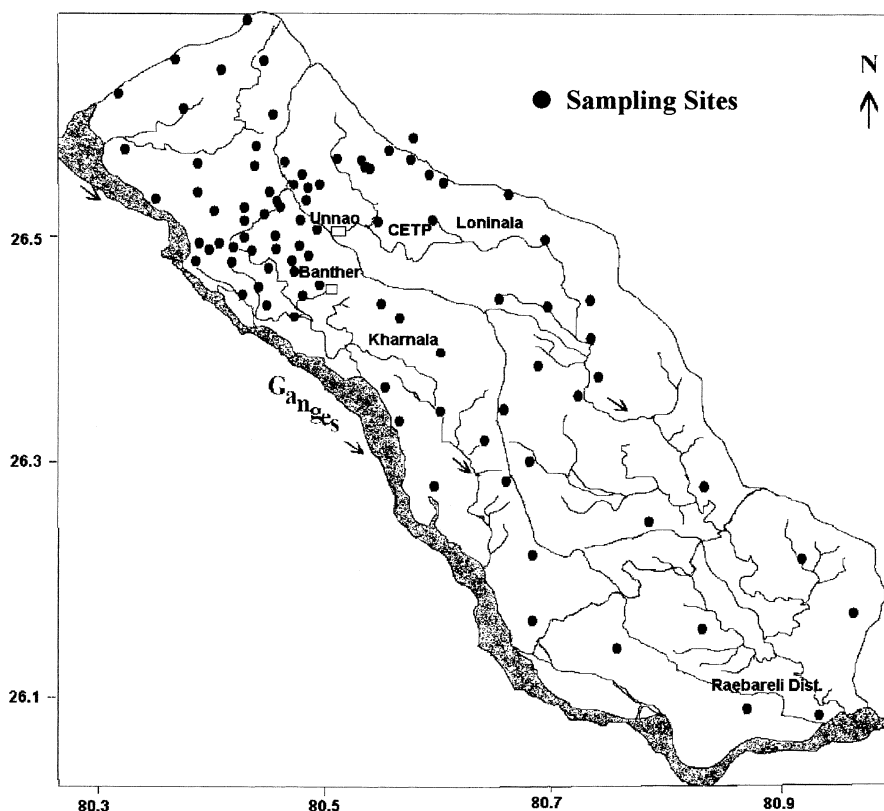 N
Sampling Sites
Unnao
CETP
Loninala
26.5
Banther
Kharnala
Ganges
26.3
26.1
Raebareli Dist.
80.3
80.5
80.7
80.9